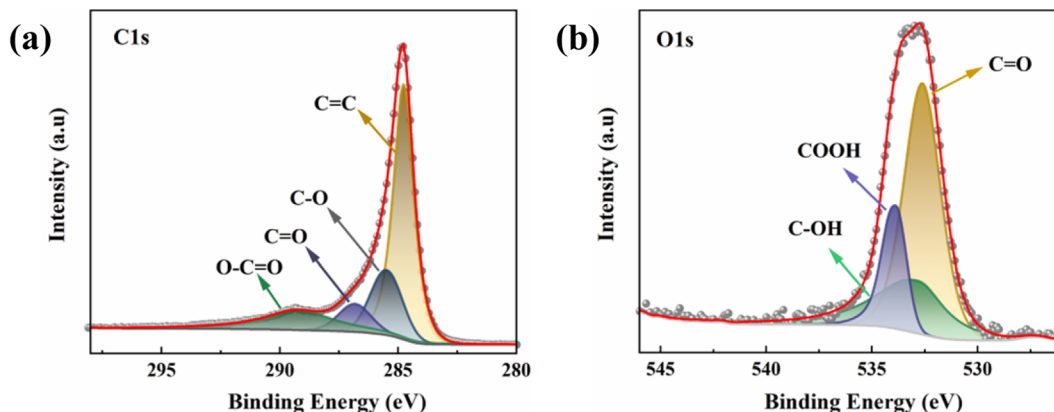 (a)
C1s
C=C
C-O
C=O
O-C=O
Intensity (a.u)
295
290
285
280
Binding Energy (eV)
(b)
O1s
C=O
COOH
C-OH
Intensity (a.u)
545
540
535
530
Binding Energy (eV)